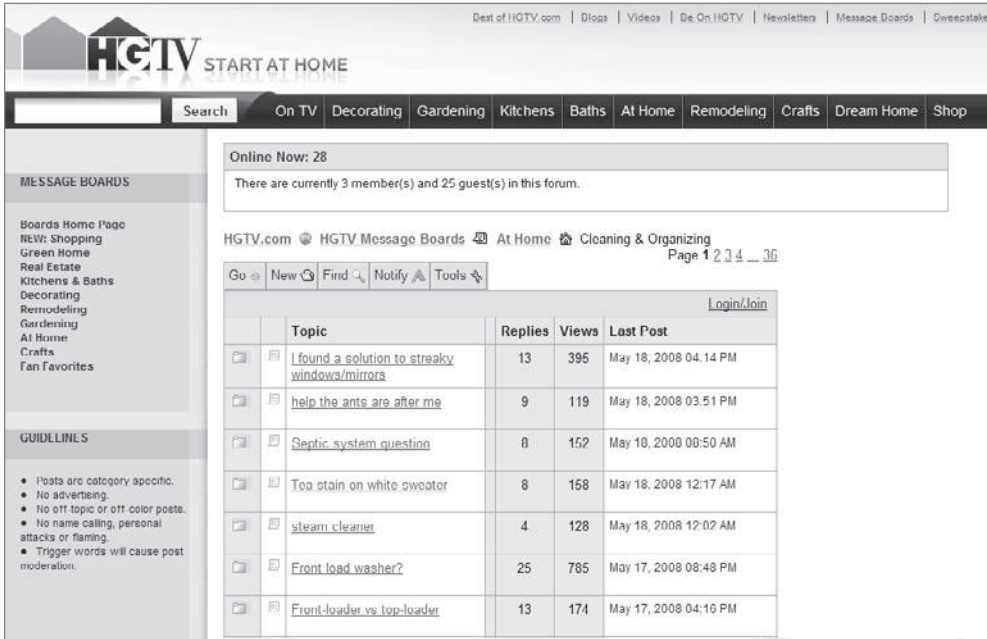 Best of HGTV.com | Blogs | Videos | Be On HGTV | Newsletters | Message Boards | Sweepstake
HGTV START AT HOME
Search On TV Decorating Gardening Kitchens Baths At Home Remodeling Crafts Dream Home Shop
MESSAGE BOARDS
Boards Home Page
NEW: Shopping
Green Home
Real Estate
Kitchens & Baths
Decorating
Remodeling
Gardening
At Home
Crafts
Fan Favorites
GUIDELINES
• Posts are category specific.
• No advertising.
• No off-topic or off-color posts.
• No name calling, personal
attacks or flaming.
• Trigger words will cause post
moderation.
Online Now: 28
There are currently 3 member(s) and 25 guest(s) in this forum.
HGTV.com HGTV Message Boards At Home Cleaning & Organizing
Page 1 2 3 4 ... 36
Go New Find Notify Tools
Login/Join
Topic Replies Views Last Post
I found a solution to streaky
windows/mirrors 13 395 May 18, 2008 04:14 PM
help the ants are after me 9 119 May 18, 2008 03:51 PM
Septic system question 8 152 May 18, 2008 08:50 AM
Tea stain on white sweater 8 158 May 18, 2008 12:17 AM
steam cleaner 4 128 May 18, 2008 12:02 AM
Front load washer? 25 785 May 17, 2008 08:48 PM
Front-loader vs top-loader 13 174 May 17, 2008 04:16 PM